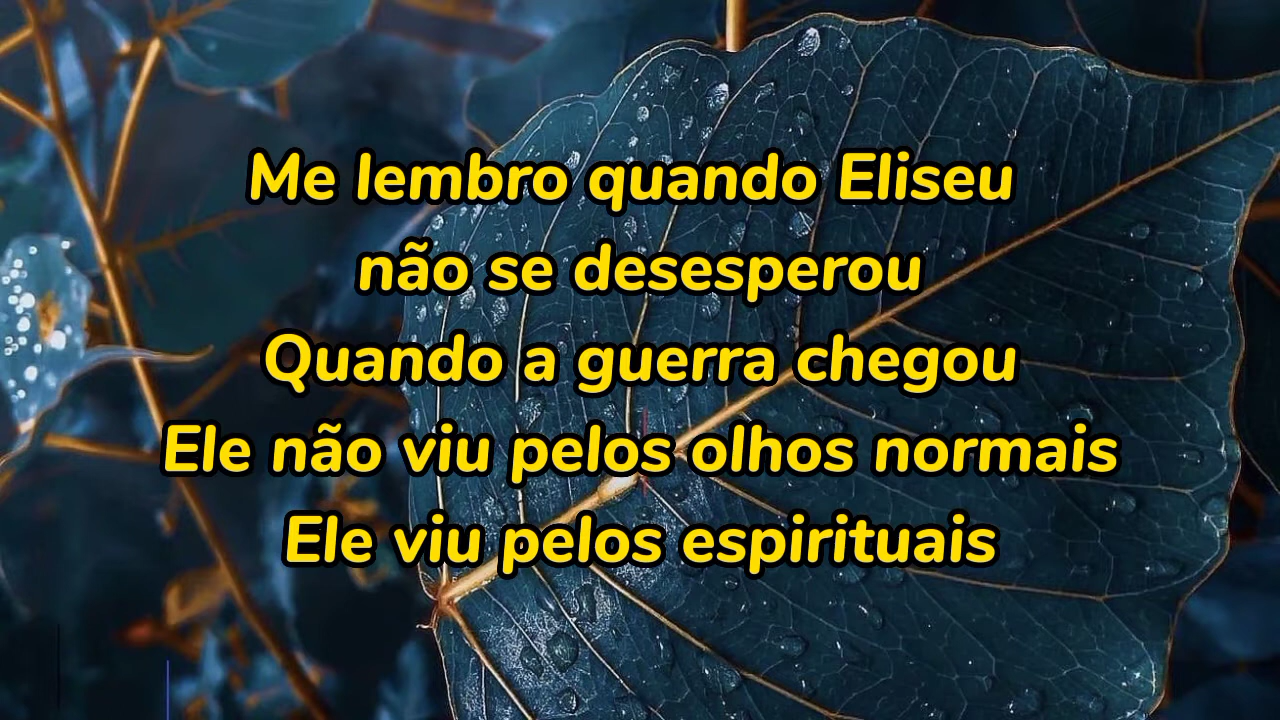 Me lembro quando Eliseu
não se desesperou
Quando a guerra chegou
Ele não viu pelos olhos normais
Ele viu pelos espirituais